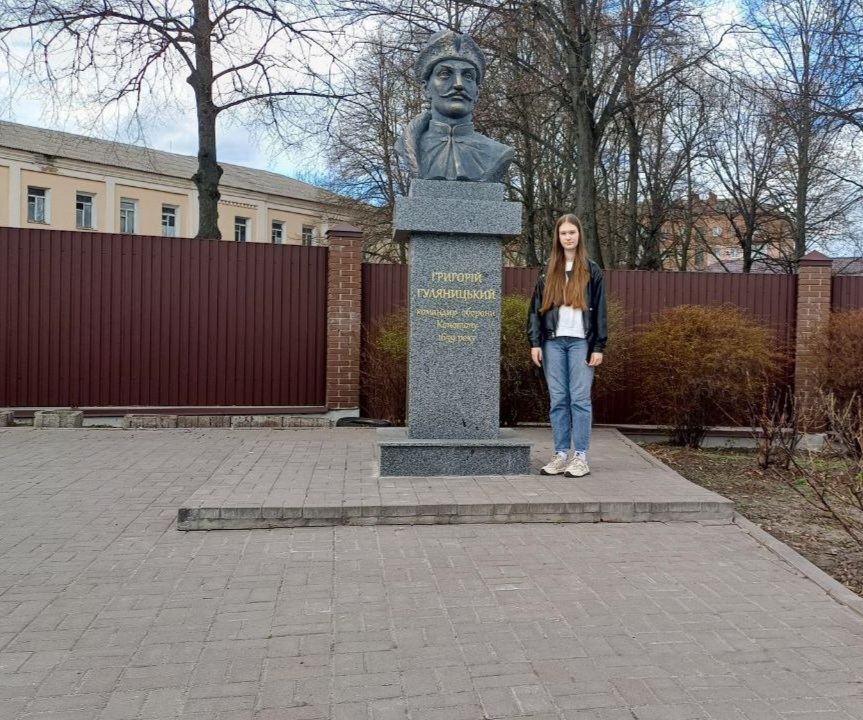 ГРИГОРІЙ
ГУЛЯНИЦЬКИЙ
командир оборони
Конотопу
1659 року